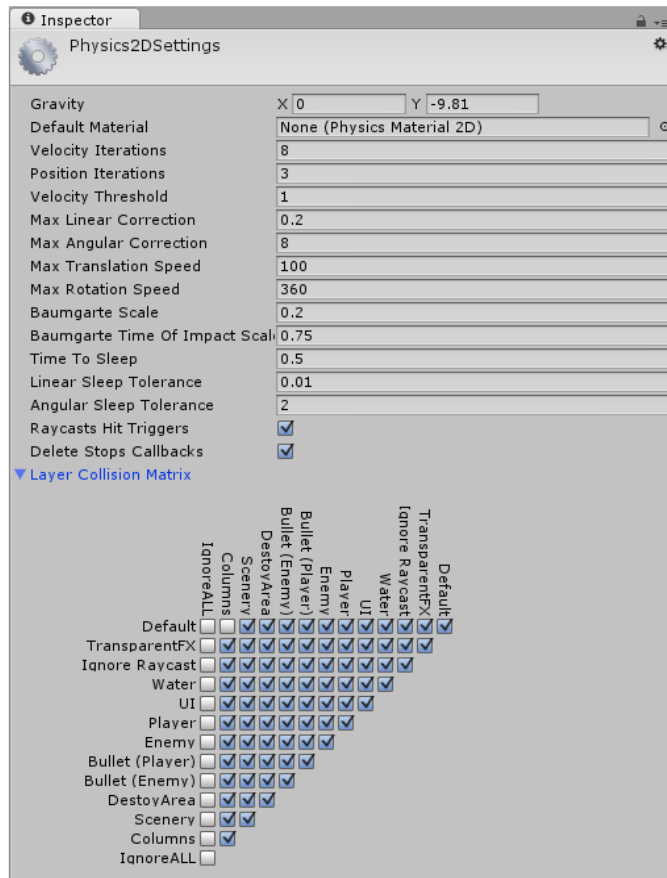 Inspector
Physics2DSettings
Gravity X 0 Y -9.81
Default Material None (Physics Material 2D)
Velocity Iterations 8
Position Iterations 3
Velocity Threshold 1
Max Linear Correction 0.2
Max Angular Correction 8
Max Translation Speed 100
Max Rotation Speed 360
Baumgarte Scale 0.2
Baumgarte Time Of Impact Scal 0.75
Time To Sleep 0.5
Linear Sleep Tolerance 0.01
Angular Sleep Tolerance 2
Raycasts Hit Triggers
Delete Stops Callbacks
Layer Collision Matrix
IgnoreALL
Columns
Scenery
DestoyArea
Bullet (Enemy)
Bullet (Player)
Enemy
Player
UI
Water
Ignore Raycast
TransparentFX
Default
Default
TransparentFX
Ignore Raycast
Water
UI
Player
Enemy
Bullet (Player)
Bullet (Enemy)
DestoyArea
Scenery
Columns
IgnoreALL